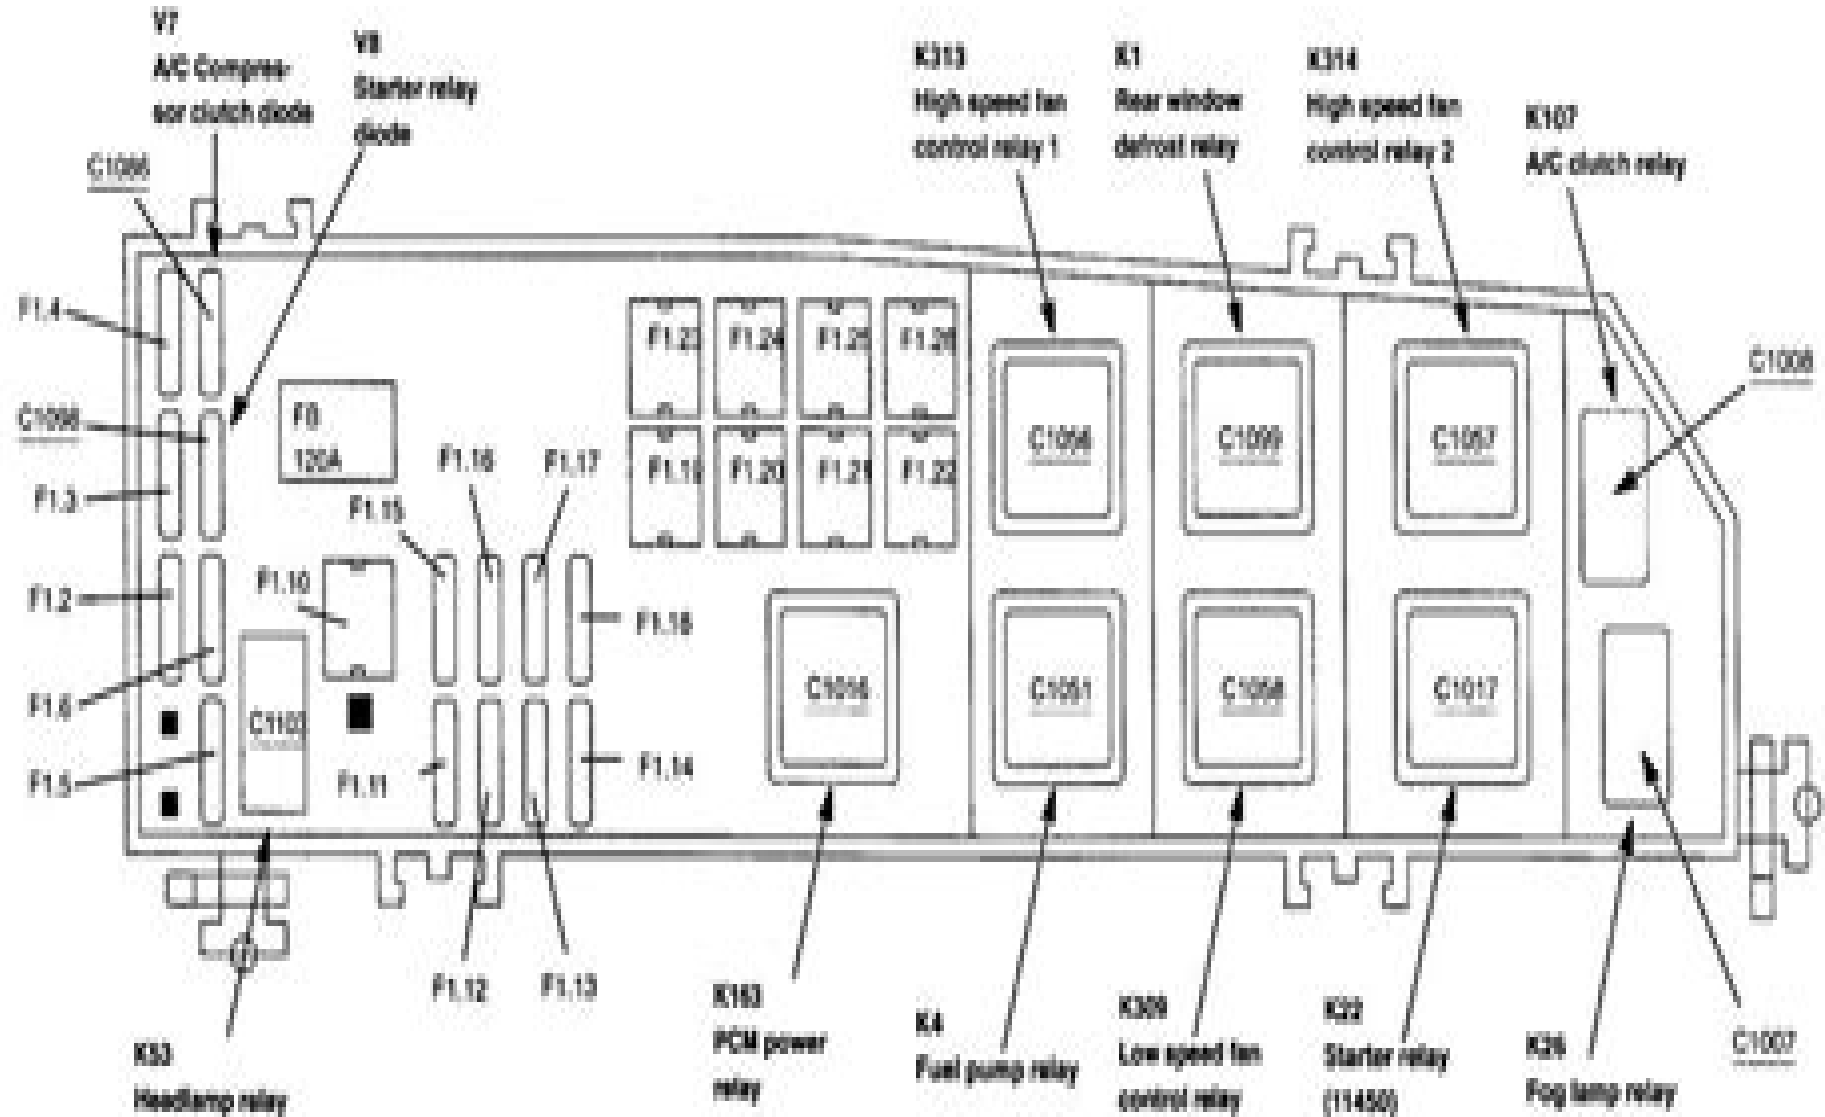 V7
A/C Compres-
sor clutch diode
V8
Starter relay
diode
K313
High speed fan
control relay 1
K1
Rear window
defrost relay
K314
High speed fan
control relay 2
K107
A/C clutch relay
C1086
F1.4
C1098
F1.3
F1.2
F1.6
F1.5
F8
120A
F1.10
C1103
F1.15
F1.16
F1.17
F1.18
F1.11
F1.14
F1.12
F1.13
F1.23
F1.24
F1.25
F1.26
F1.19
F1.20
F1.21
F1.22
C1056
C1099
C1057
C1008
C1016
C1051
C1058
C1017
C1007
K53
Headlamp relay
K163
PCM power
relay
K4
Fuel pump relay
K309
Low speed fan
control relay
K22
Starter relay
(11450)
K26
Fog lamp relay